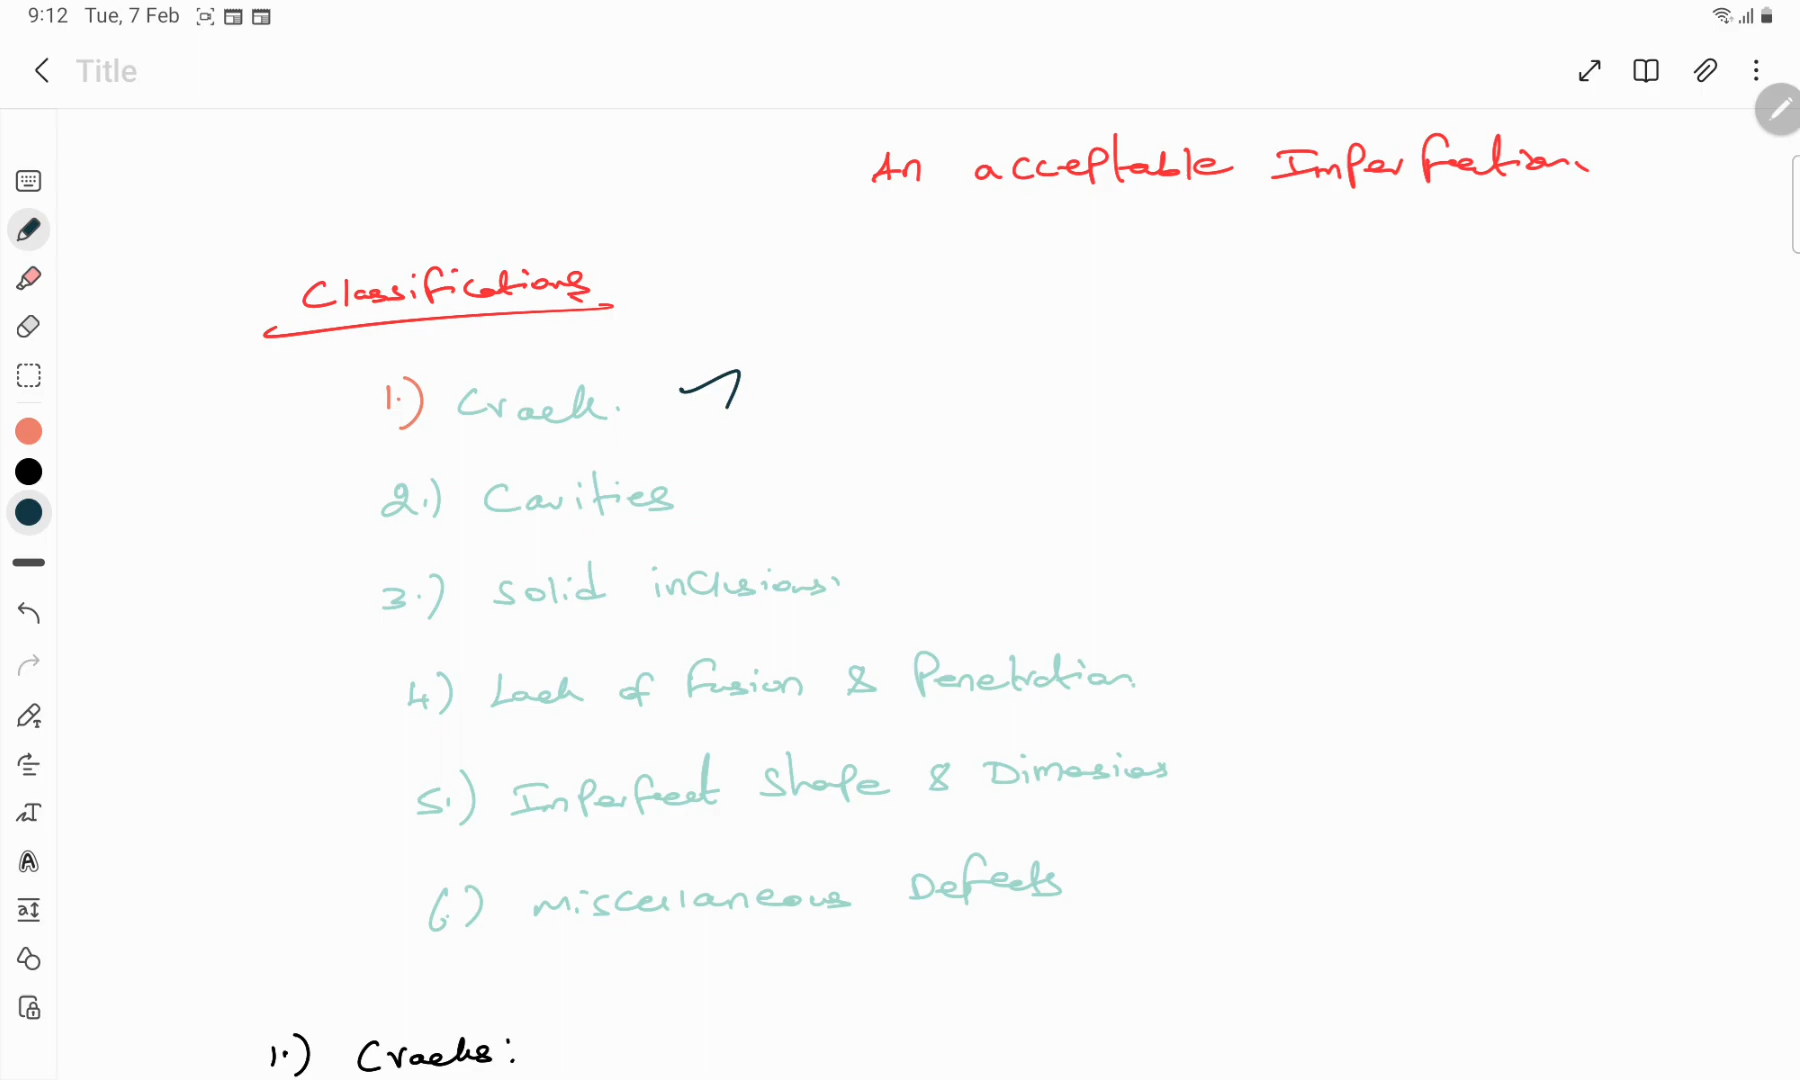 9:12 Tue, 7 Feb
Title
An acceptable Imperfection.
Classifications
1.) Crack.
2.) Cavities
3.) Solid inclusions.
4) Lack of Fusion & Penetration.
5.) Imperfect Shape & Dimesions
6.) miscellaneous Defects
1.) Cracks: